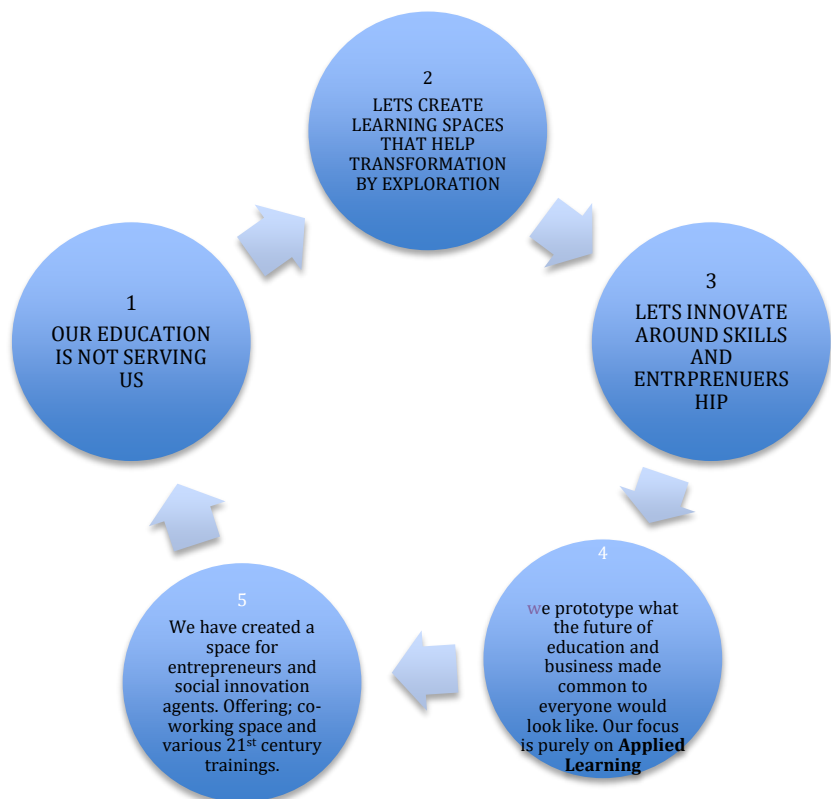 1
OUR EDUCATION
IS NOT SERVING
US
2
LETS CREATE
LEARNING SPACES
THAT HELP
TRANSFORMATION
BY EXPLORATION
3
LETS INNOVATE
AROUND SKILLS
AND
ENTRPRENUERS
HIP
4
we prototype what
the future of
education and
business made
common to
everyone would
look like. Our focus
is purely on Applied
Learning
5
We have created a
space for
entrepreneurs and
social innovation
agents. Offering; co-
working space and
various 21st century
trainings.